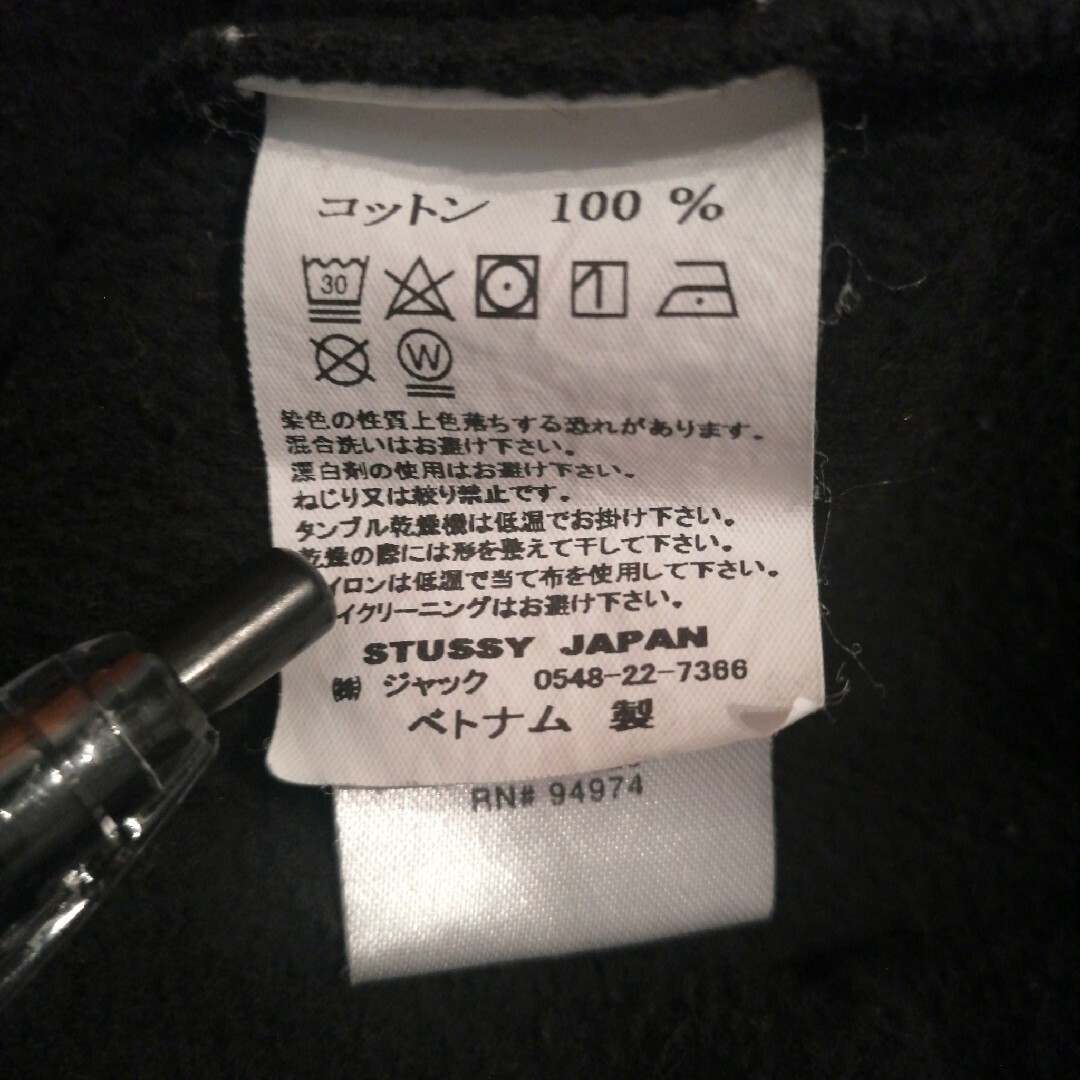 コットン 100 %
30
W
染色の性質上色落ちする恐れがあります。
混合洗いはお避け下さい。
漂白剤の使用はお避け下さい。
ねじり又は絞り禁止です。
タンブル乾燥機は低温でお掛け下さい。
乾燥の際には形を整えて干して下さい。
イロンは低温で当て布を使用して下さい。
イクリーニングはお避け下さい。
STUSSY JAPAN
㈱ ジャック 0548-22-7366
ベトナム 製
RN# 94974